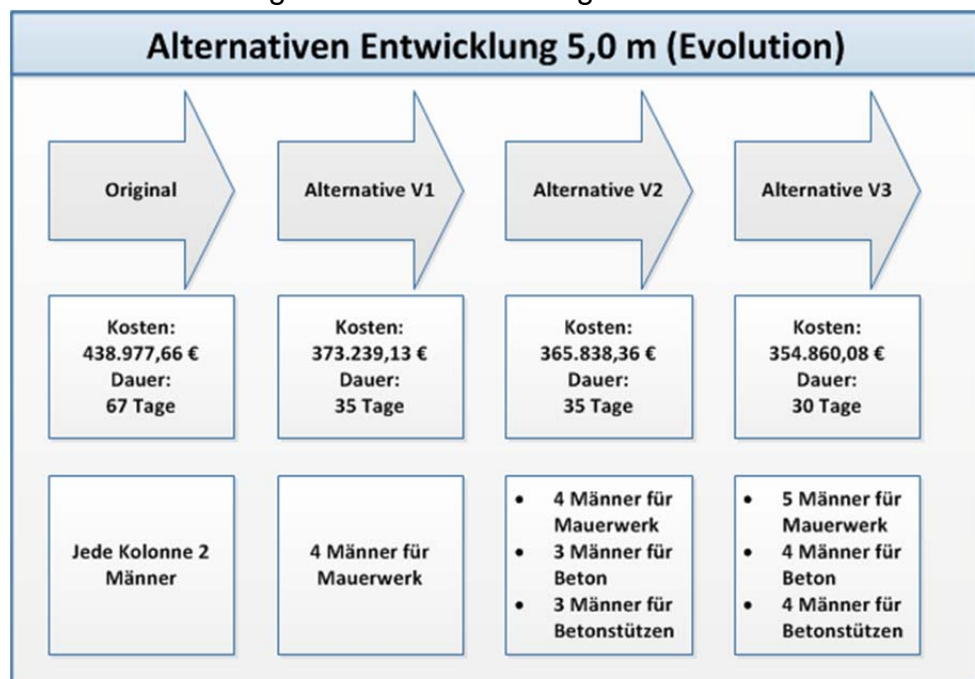 Alternativen Entwicklung 5,0 m (Evolution)
Original
Alternative V1
Alternative V2
Alternative V3
Kosten:
438.977,66 €
Dauer:
67 Tage
Kosten:
373.239,13 €
Dauer:
35 Tage
Kosten:
365.838,36 €
Dauer:
35 Tage
Kosten:
354.860,08 €
Dauer:
30 Tage
Jede Kolonne 2
Männer
4 Männer für
Mauerwerk
• 4 Männer für
Mauerwerk
• 3 Männer für
Beton
• 3 Männer für
Betonstützen
• 5 Männer für
Mauerwerk
• 4 Männer für
Beton
• 4 Männer für
Betonstützen